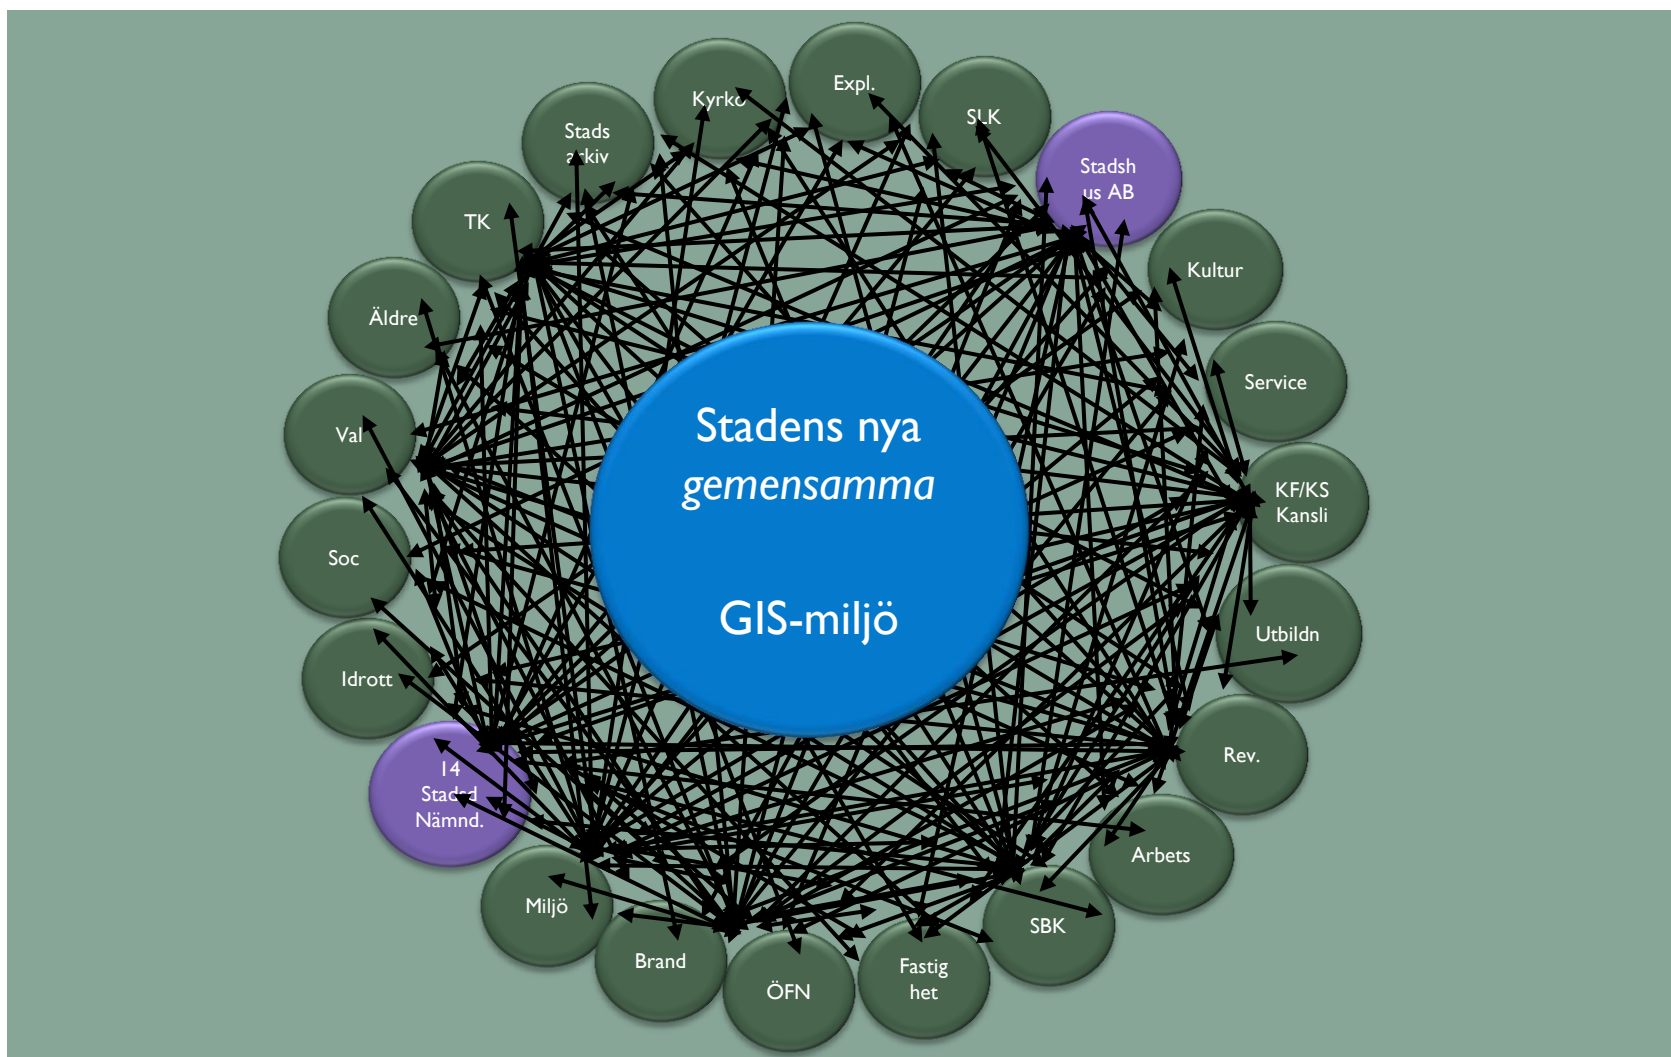 Expl.
SLK
Stadsh
us AB
Kultur
Service
KF/KS
Kansli
Utbildn
Rev.
Arbets
SBK
Fastig
het
ÖFN
Brand
Miljö
14
Stadsd
Nämnd.
Idrott
Soc
Val
Äldre
TK
Stads
arkiv
Kyrko
Stadens nya
gemensamma
GIS-miljö